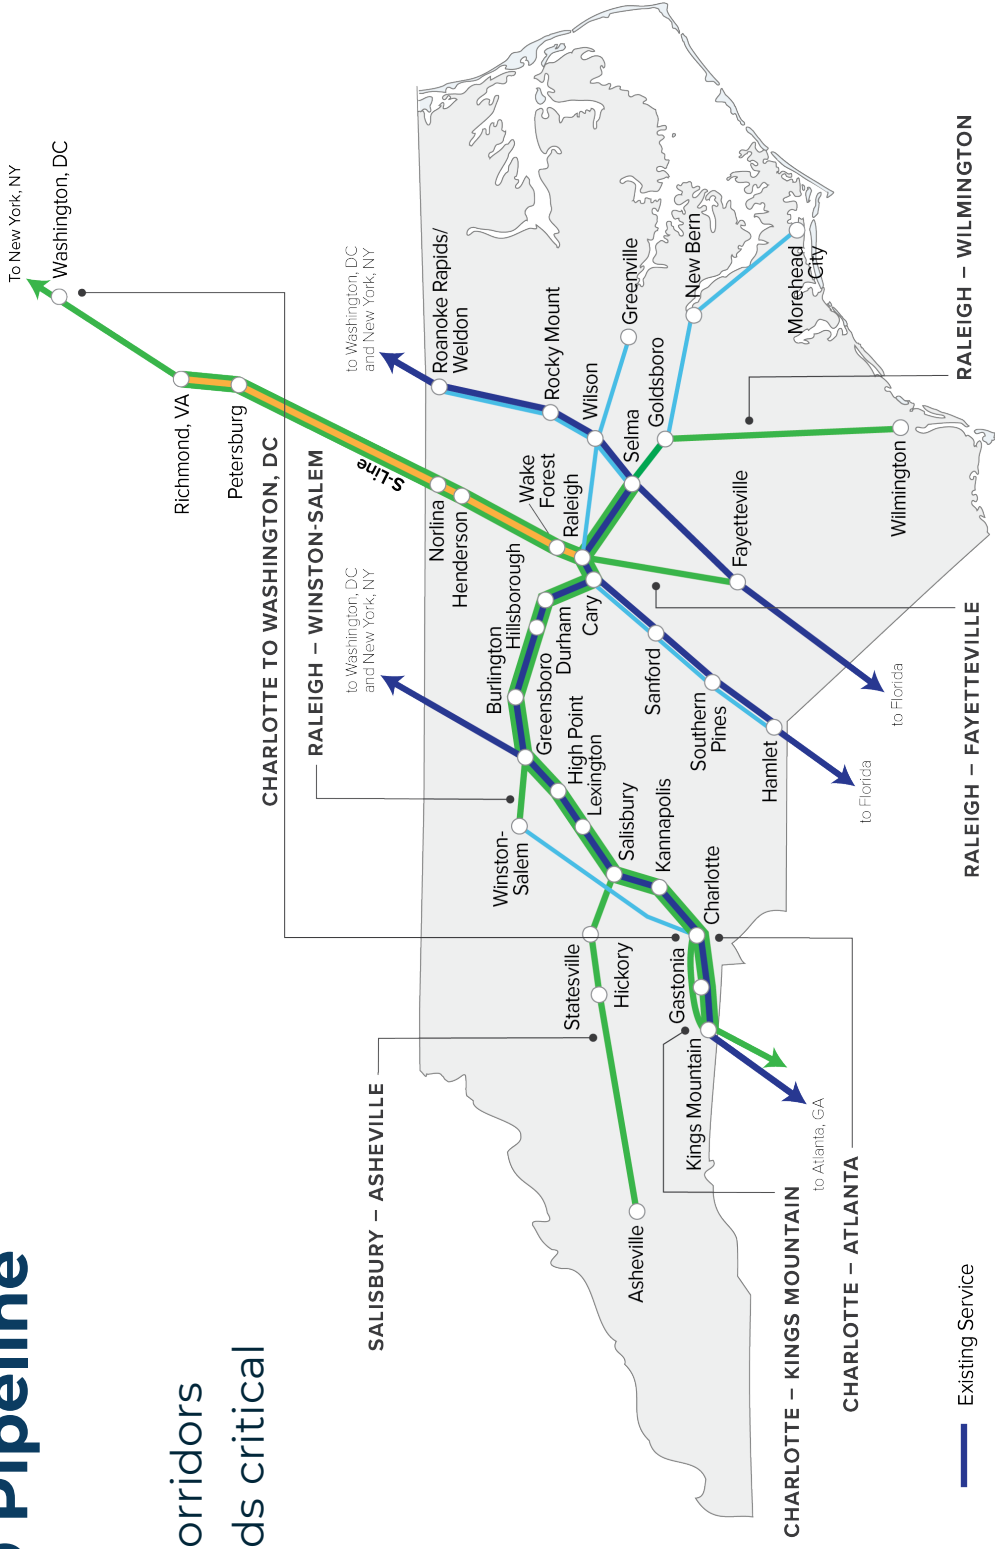 Pipeline
orridors
ds critical
To New York, NY
Washington, DC
Richmond, VA
Petersburg
S-Line
CHARLOTTE TO WASHINGTON, DC
RALEIGH – WINSTON-SALEM
to Washington, DC
and New York, NY
to Washington, DC
and New York, NY
Roanoke Rapids/
Weldon
Norlina
Henderson
Wake
Forest
Raleigh
Rocky Mount
Wilson
Greenville
Selma
Goldsboro
New Bern
Morehead
City
Burlington
Hillsborough
Durham
Cary
Greensboro
High Point
Lexington
Winston-
Salem
Salisbury
Kannapolis
Charlotte
Sanford
Southern
Pines
Hamlet
Fayetteville
Wilmington
to Florida
to Florida
RALEIGH – WILMINGTON
RALEIGH – FAYETTEVILLE
Statesville
Hickory
Gastonia
Kings Mountain
Asheville
SALISBURY – ASHEVILLE
to Atlanta, GA
CHARLOTTE – KINGS MOUNTAIN
CHARLOTTE – ATLANTA
Existing Service